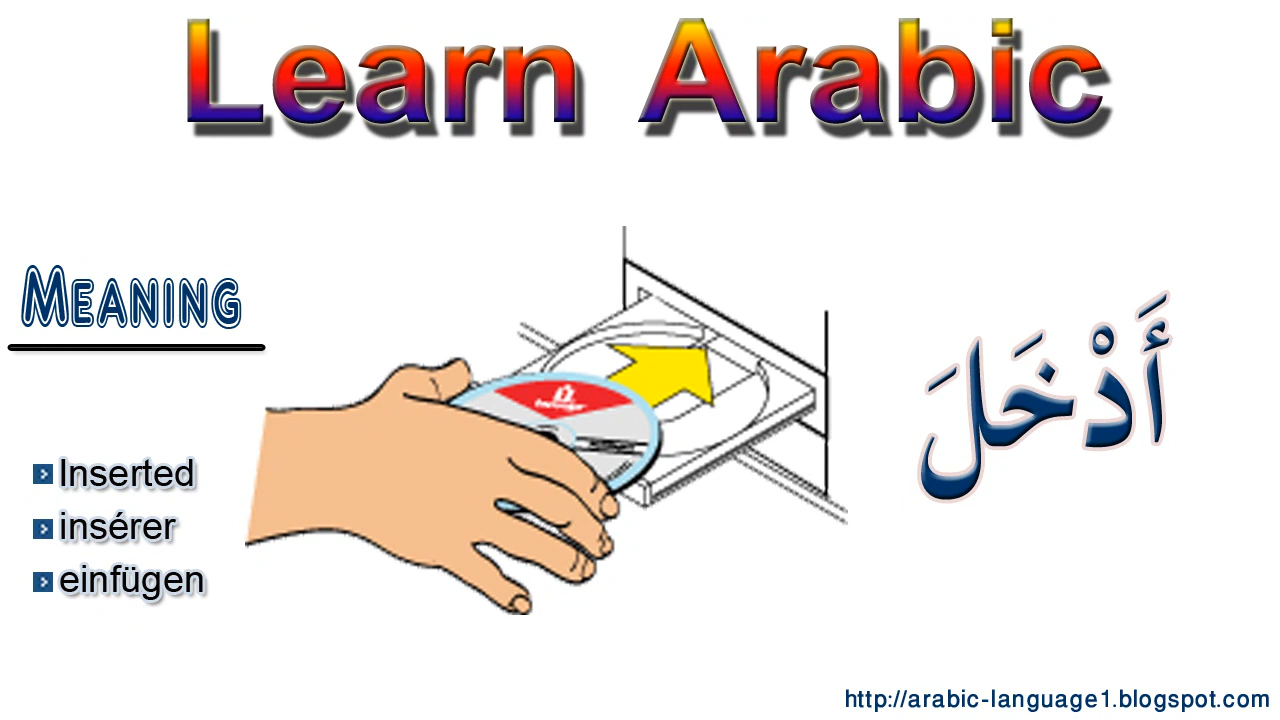 Learn Arabic
Meaning
Inserted
insérer
einfügen
أَدْخَلَ
http://arabic-language1.blogspot.com